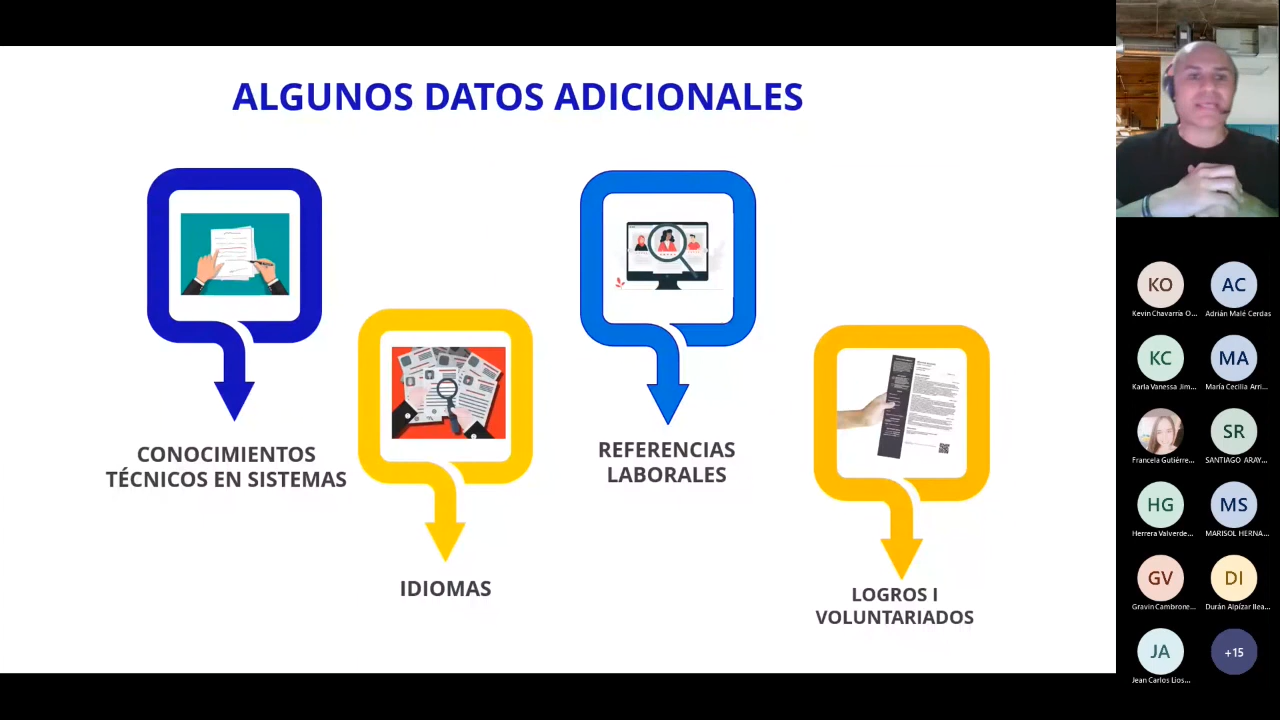 ALGUNOS DATOS ADICIONALES
CONOCIMIENTOS
TÉCNICOS EN SISTEMAS
IDIOMAS
REFERENCIAS
LABORALES
LOGROS I
VOLUNTARIADOS
KO
AC
Kevin Chavarría O...
Adrián Malé Cerdas
KC
MA
Karla Vanessa Jim...
María Cecilia Arri...
SR
Francela Gutiérre...
SANTIAGO ARAY...
HG
MS
Herrera Valverde...
MARISOL HERNA...
GV
DI
Gravin Cambrone...
Durán Alpízar Ilea...
JA
+15
Jean Carlos Lios...